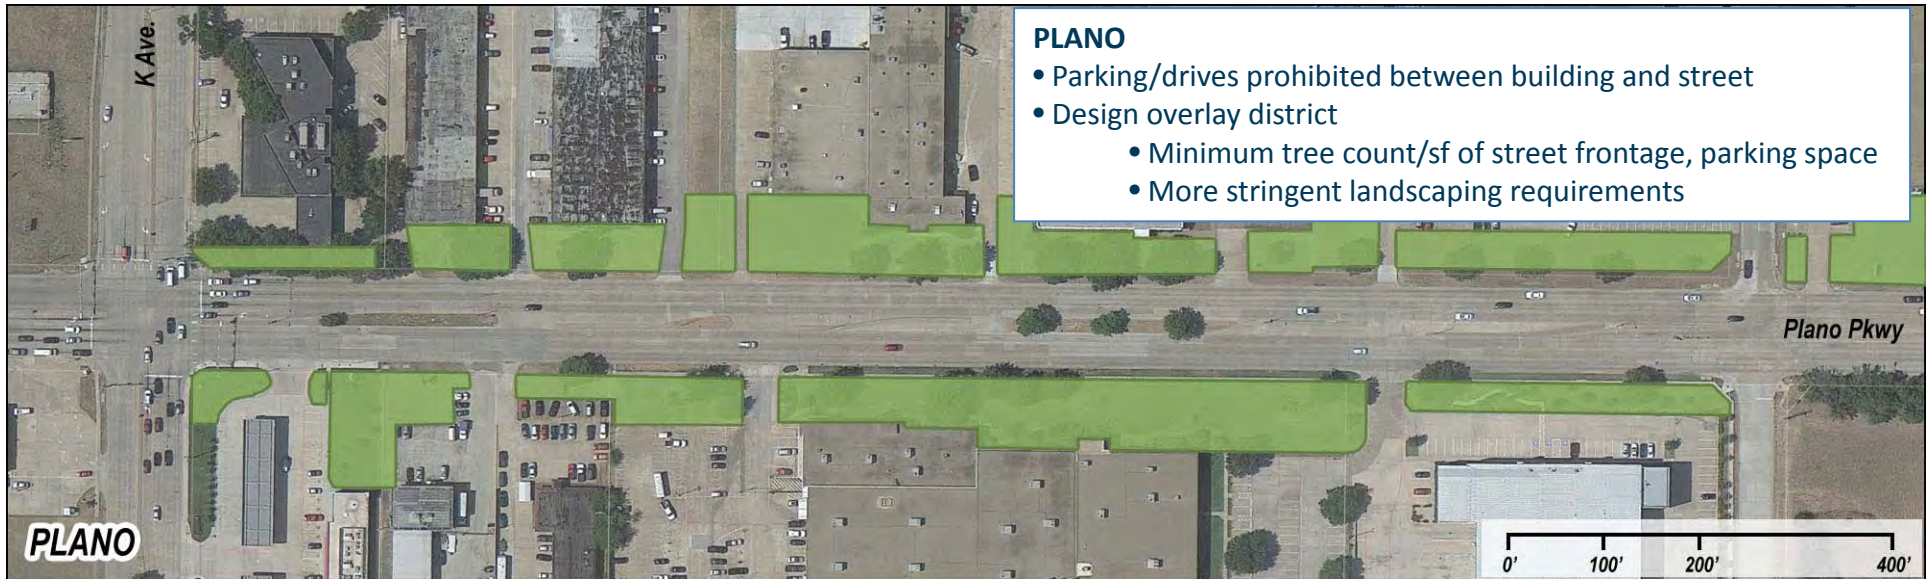 K Ave.
PLANO
• Parking/drives prohibited between building and street
• Design overlay district
• Minimum tree count/sf of street frontage, parking space
• More stringent landscaping requirements
Plano Pkwy
PLANO
0' 100' 200' 400'